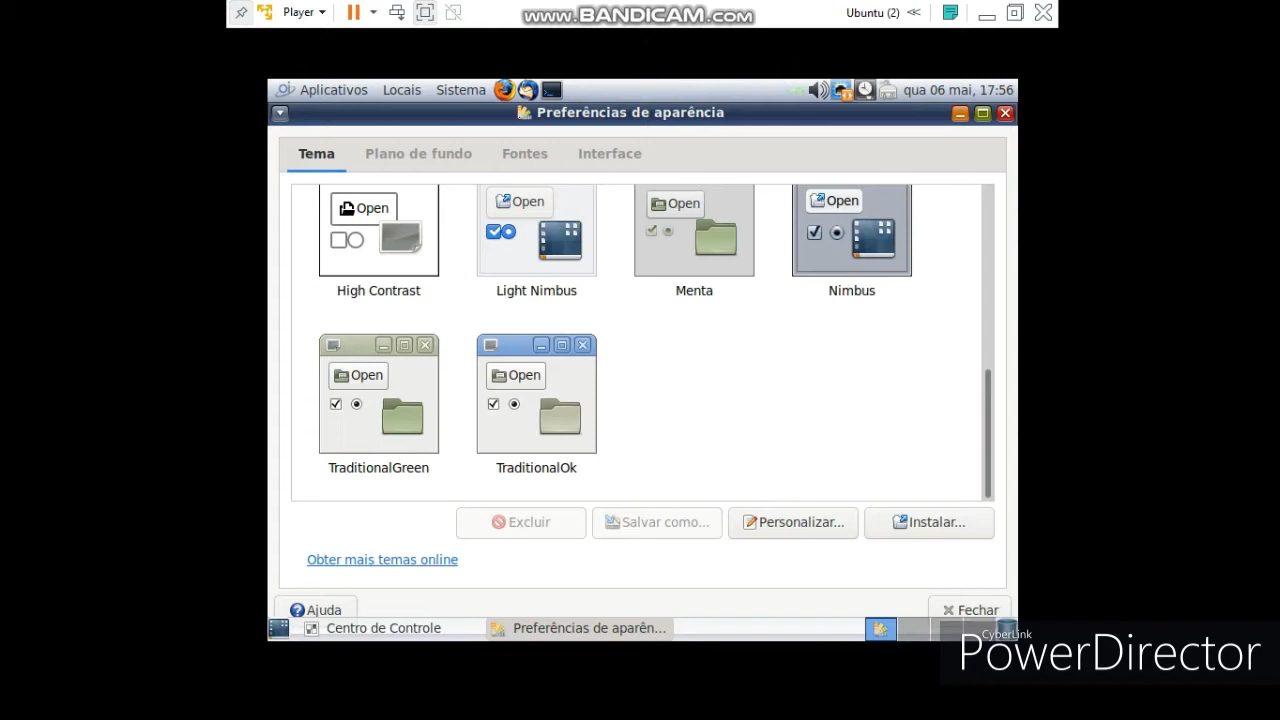 Player
www.BANDICAM.com
Ubuntu (2)
Aplicativos Locais Sistema
qua 06 mai, 17:56
Preferências de aparência
Tema Plano de fundo Fontes Interface
Open Open Open Open
High Contrast Light Nimbus Menta Nimbus
Open Open
TraditionalGreen TraditionalOk
Excluir Salvar como... Personalizar... Instalar...
Obter mais temas online
Ajuda Fechar
Centro de Controle Preferências de aparên...
CyberLink
PowerDirector